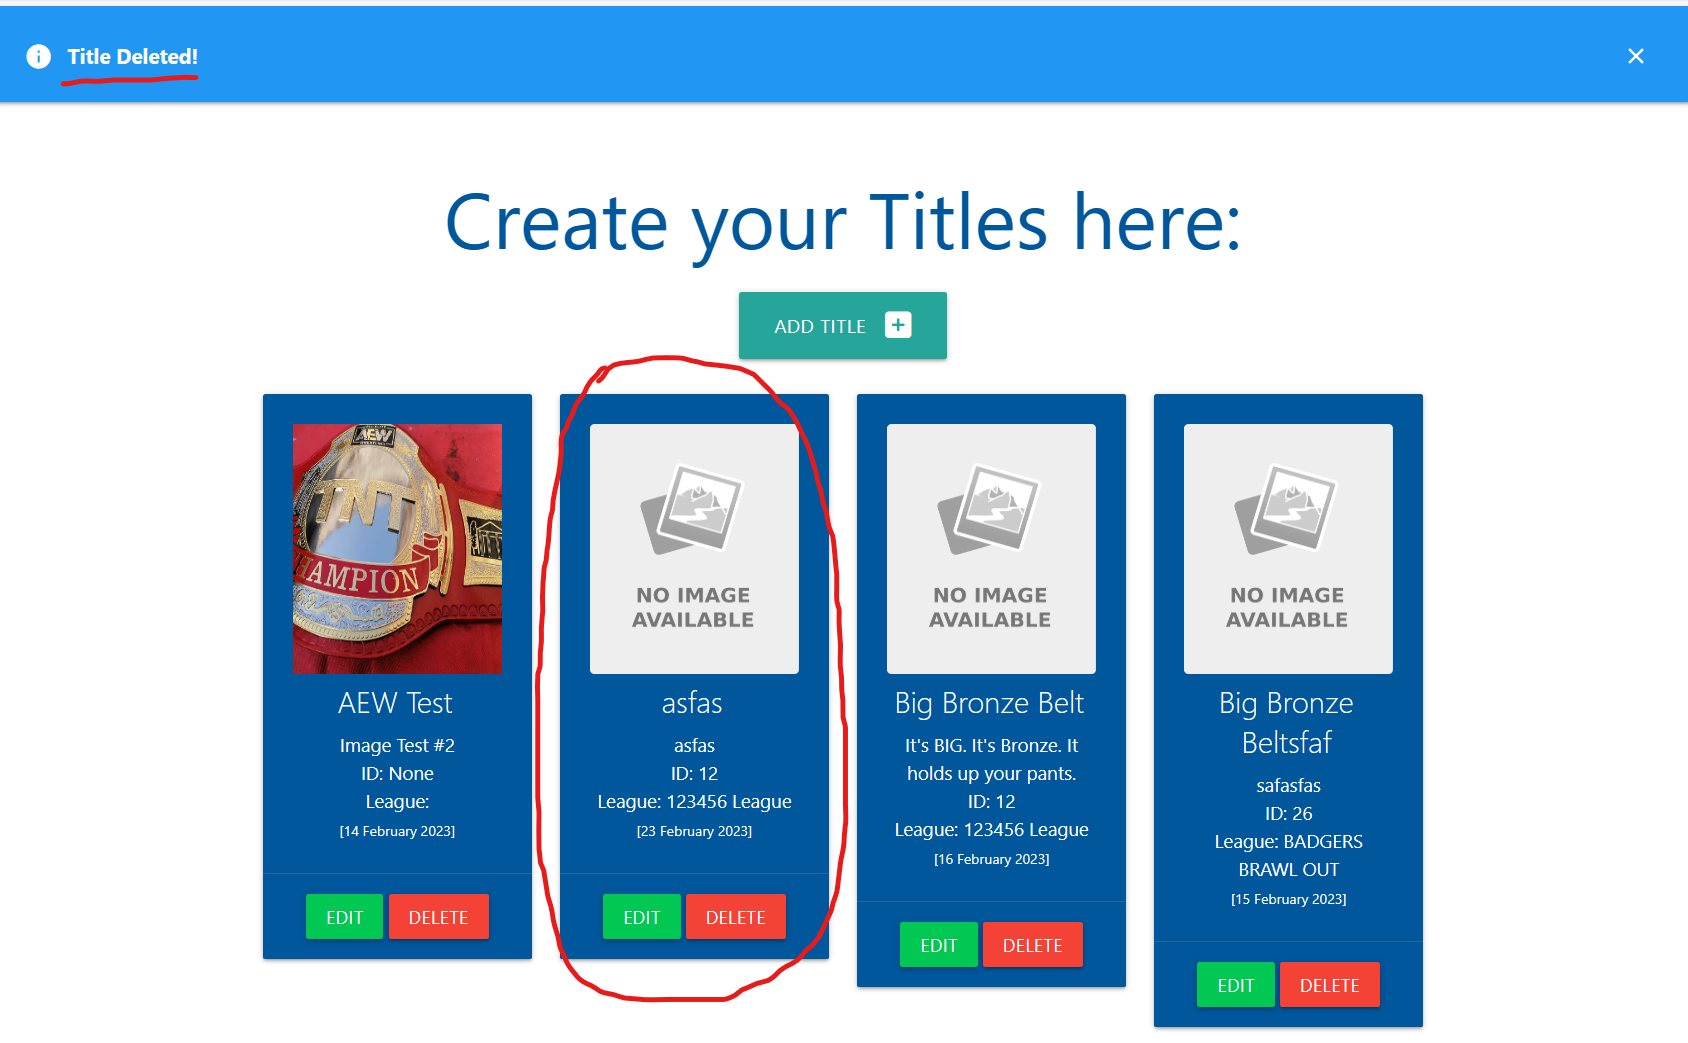 Title Deleted!
Create your Titles here:
ADD TITLE
AEW
TNT
HAMPION
AEW Test
Image Test #2
ID: None
League:
[14 February 2023]
EDIT DELETE
NO IMAGE
AVAILABLE
asfas
asfas
ID: 12
League: 123456 League
[23 February 2023]
EDIT DELETE
NO IMAGE
AVAILABLE
Big Bronze Belt
It's BIG. It's Bronze. It
holds up your pants.
ID: 12
League: 123456 League
[16 February 2023]
EDIT DELETE
NO IMAGE
AVAILABLE
Big Bronze
Beltsfaf
safasfas
ID: 26
League: BADGERS
BRAWL OUT
[15 February 2023]
EDIT DELETE